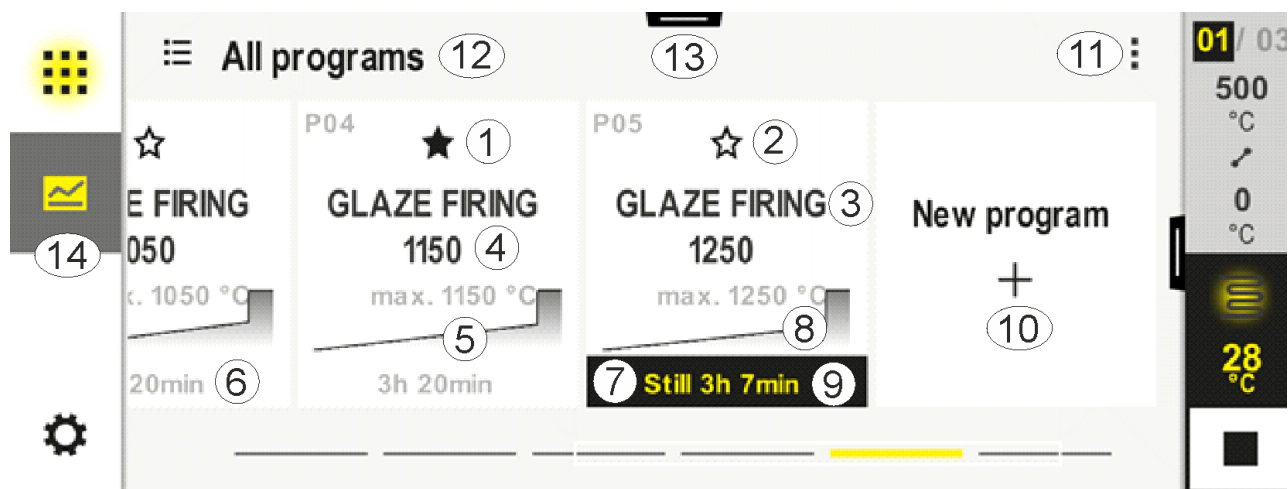 All programs 12
13
11
01 / 03
500
°C
0
°C
28
°C
14
E FIRING
050
x. 1050 °C
20min 6
P04
1
GLAZE FIRING
1150 4
max. 1150 °C
5
3h 20min
P05
2
GLAZE FIRING 3
1250
max. 1250 °C
8
7 Still 3h 7min 9
New program
+
10